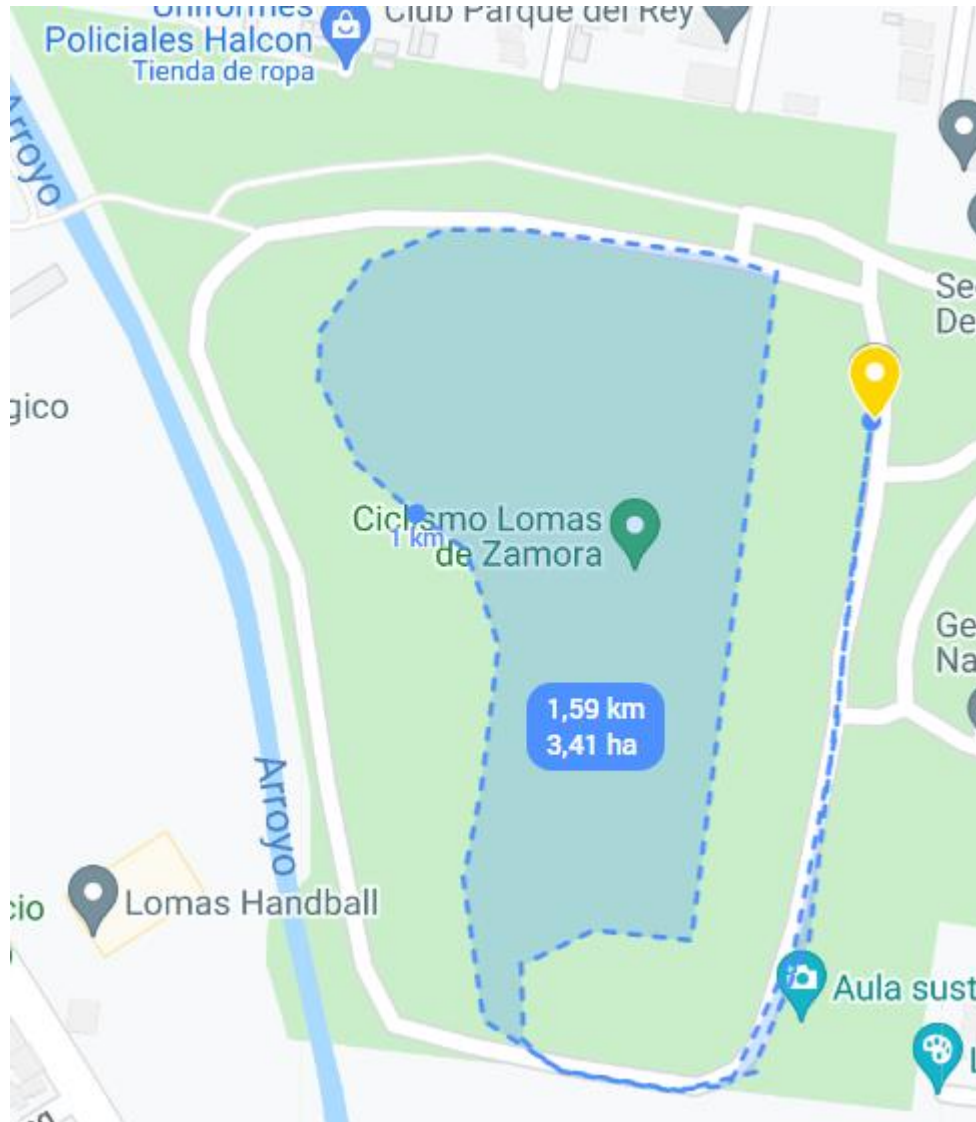 Uniformes
Policiales Halcon
Tienda de ropa
Club Parque del Rey
Arroyo
Se
De
gico
Ciclismo Lomas
de Zamora
1 km
Ge
Na
1,59 km
3,41 ha
Arroyo
Lomas Handball
cio
Aula sust
L